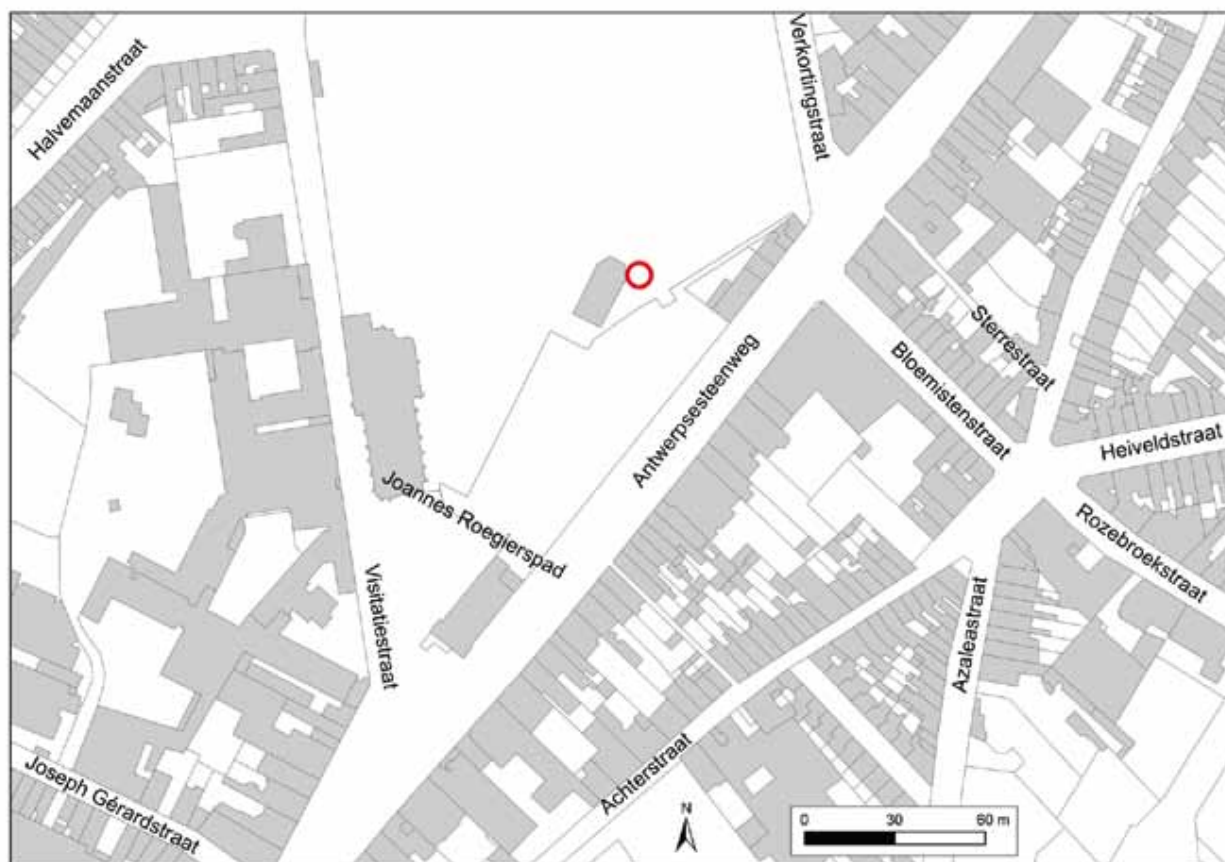 Halvemaanstraat
Verkortingstraat
Sterrestraat
Bloemistenstraat
Antwerpsesteenweg
Heiveldstraat
Joannes Roegierspad
Rozebroekstraat
Visitatiestraat
Azaleastraat
Achterstraat
Joseph Gérardstraat
N
0 30 60 m